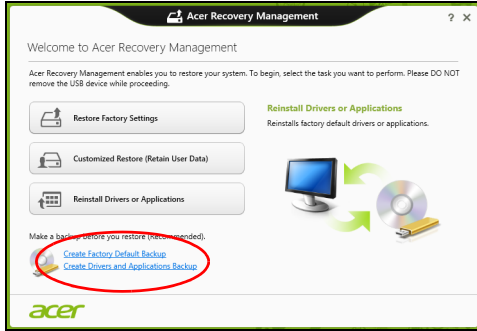 Acer Recovery Management
? ×
Welcome to Acer Recovery Management
Acer Recovery Management enables you to restore your system. To begin, select the task you want to perform. Please DO NOT
remove the USB device while proceeding.
Restore Factory Settings
Customized Restore (Retain User Data)
Reinstall Drivers or Applications
Reinstall Drivers or Applications
Reinstalls factory default drivers or applications.
Make a backup before you restore (Recommended).
Create Factory Default Backup
Create Drivers and Applications Backup
acer